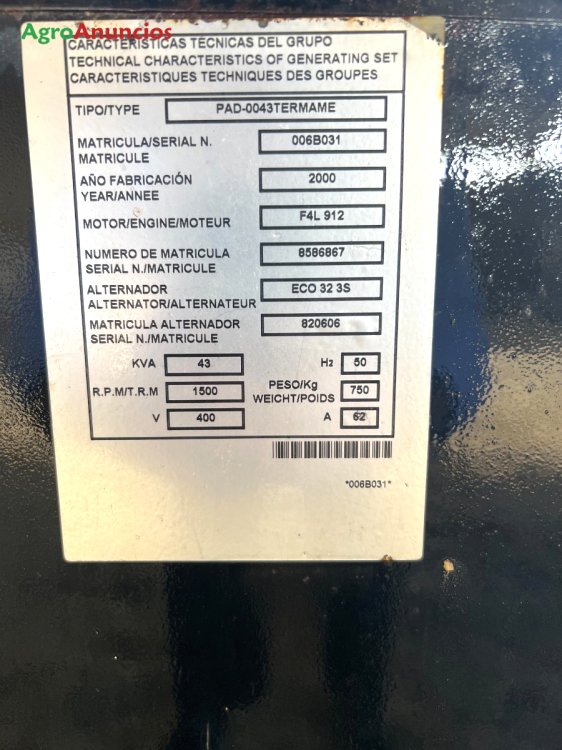 AgroAnuncios
CARACTERISTICAS TECNICAS DEL GRUPO
TECHNICAL CHARACTERISTICS OF GENERATING SET
CARACTERISTIQUES TECHNIQUES DES GROUPES
TIPO/TYPE PAD-0043TERMAME
MATRICULA/SERIAL N. 006B031
MATRICULE
AÑO FABRICACIÓN 2000
YEAR/ANNEE
MOTOR/ENGINE/MOTEUR F4L 912
NUMERO DE MATRICULA 8586867
SERIAL N./MATRICULE
ALTERNADOR ECO 32 3S
ALTERNATOR/ALTERNATEUR
MATRICULA ALTERNADOR 820606
SERIAL N./MATRICULE
KVA 43 Hz 50
R.P.M/T.R.M 1500 PESO/Kg 750
WEICHT/POIDS
V 400 A 62
*006B031*